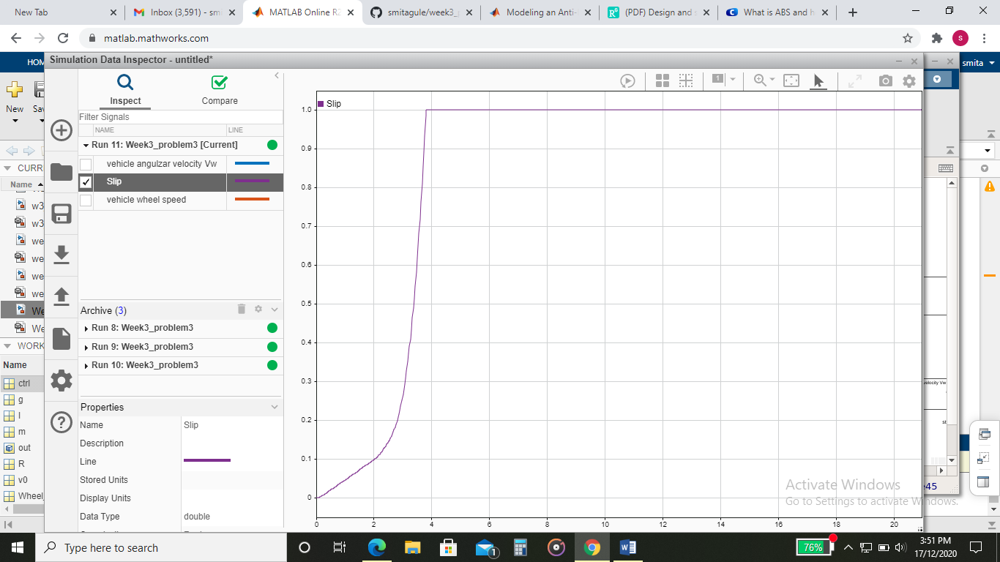 New Tab
Inbox (3,591) - sm
MATLAB Online R2
smitagule/week3_
Modeling an Anti-
(PDF) Design and s
What is ABS and h
matlab.mathworks.com
S
HOM
Simulation Data Inspector - untitled*
smita
New
Sav
Inspect
Compare
Filter Signals
NAME
LINE
Run 11: Week3_problem3 [Current]
vehicle angulzar velocity Vw
Slip
vehicle wheel speed
CURR
Name
w3
w3
we
we
we
we
We
We
Archive (3)
Run 8: Week3_problem3
Run 9: Week3_problem3
Run 10: Week3_problem3
WORK
Name
ctrl
g
I
m
out
R
v0
Wheel_
Properties
Name Slip
Description
Line
Stored Units
Display Units
Data Type double
Slip
1.0
0.9
0.8
0.7
0.6
0.5
0.4
0.3
0.2
0.1
0
0 2 4 6 8 10 12 14 16 18 20
velocity Vw
e45
Activate Windows
Go to Settings to activate Windows.
Type here to search
1
76%
3:51 PM
17/12/2020